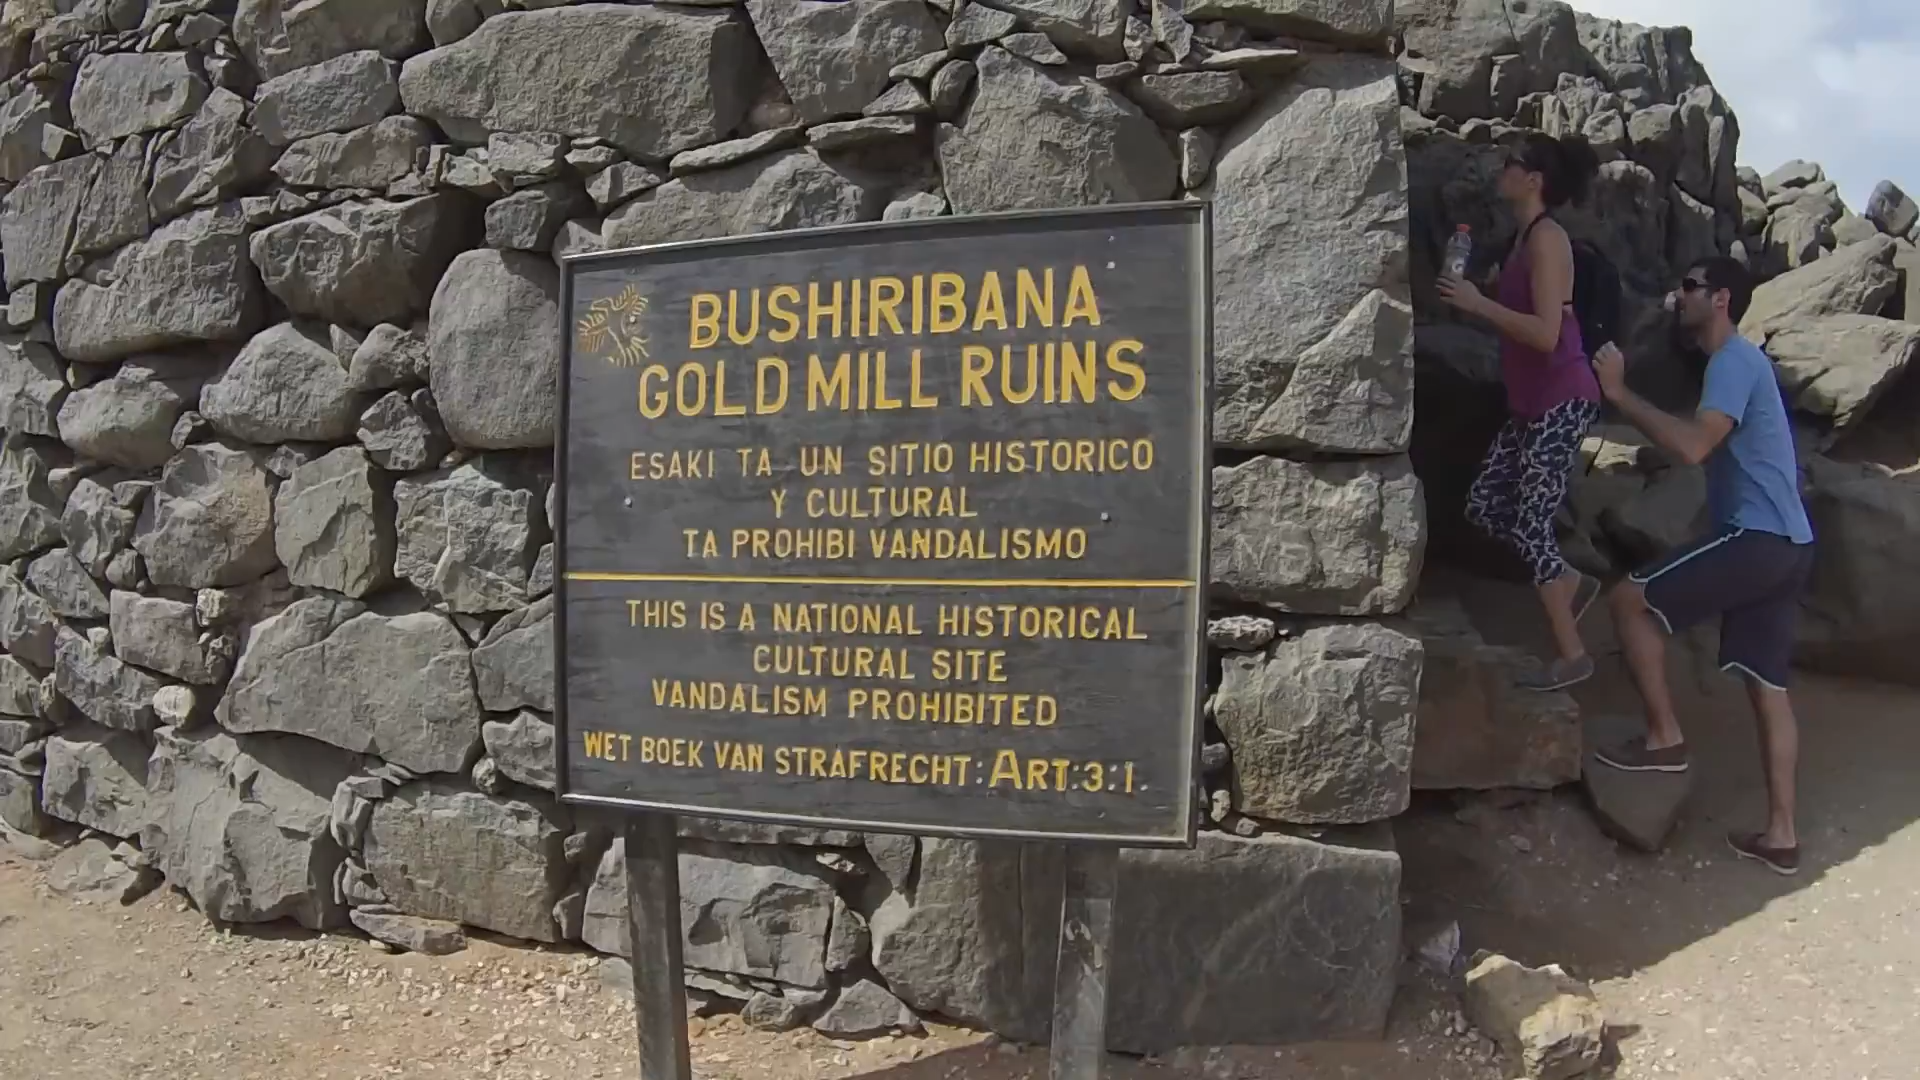 BUSHIRIBANA
GOLD MILL RUINS
ESAKI TA UN SITIO HISTORICO
Y CULTURAL
TA PROHIBI VANDALISMO
THIS IS A NATIONAL HISTORICAL
CULTURAL SITE
VANDALISM PROHIBITED
WET BOEK VAN STRAFRECHT: ART:3:1.